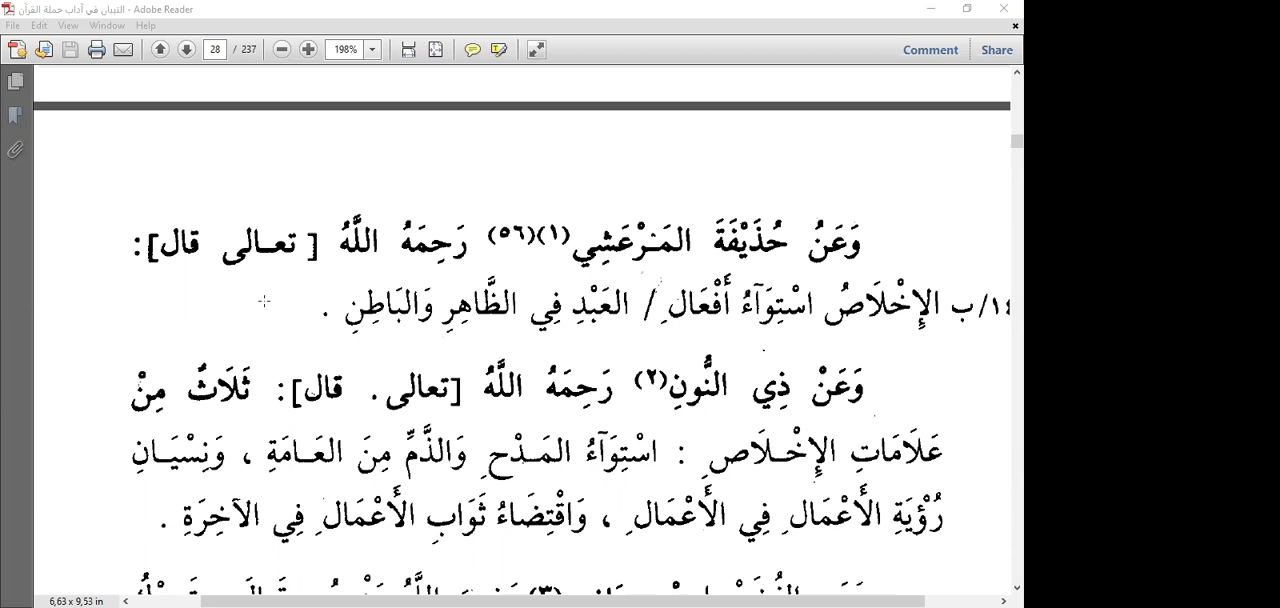 التبيان في آداب حملة القرآن - Adobe Reader
File Edit View Window Help
28 / 237 198% Comment Share
وَعَنُ حُذَيْفَةَ المَرْعَشِي(١)(٥٦) رَحِمَهُ اللَّهُ [ تعالى قال]:
١٤/ب الإِخْلَاصُ اسْتِوَآءُ أَفْعَالِ / العَبْدِ فِي الظَّاهِرِ وَالبَاطِنِ .
وَعَنْ ذِي النُّونِ(٢) رَحِمَهُ اللَّهُ [تعالى. قال]: ثَلَاثٌ مِنْ
عَلَامَاتِ الإِخْلَاصِ : اسْتِوَآءُ المَدْحِ وَالذَّمِّ مِنَ العَامَةِ ، وَنِسْيَانِ
رُؤْيَةِ الأَعْمَالِ فِي الأَعْمَالِ ، وَاقْتِضَاءُ ثَوَابِ الأَعْمَالِ فِي الآخِرَةِ .
6,63 x 9,53 in